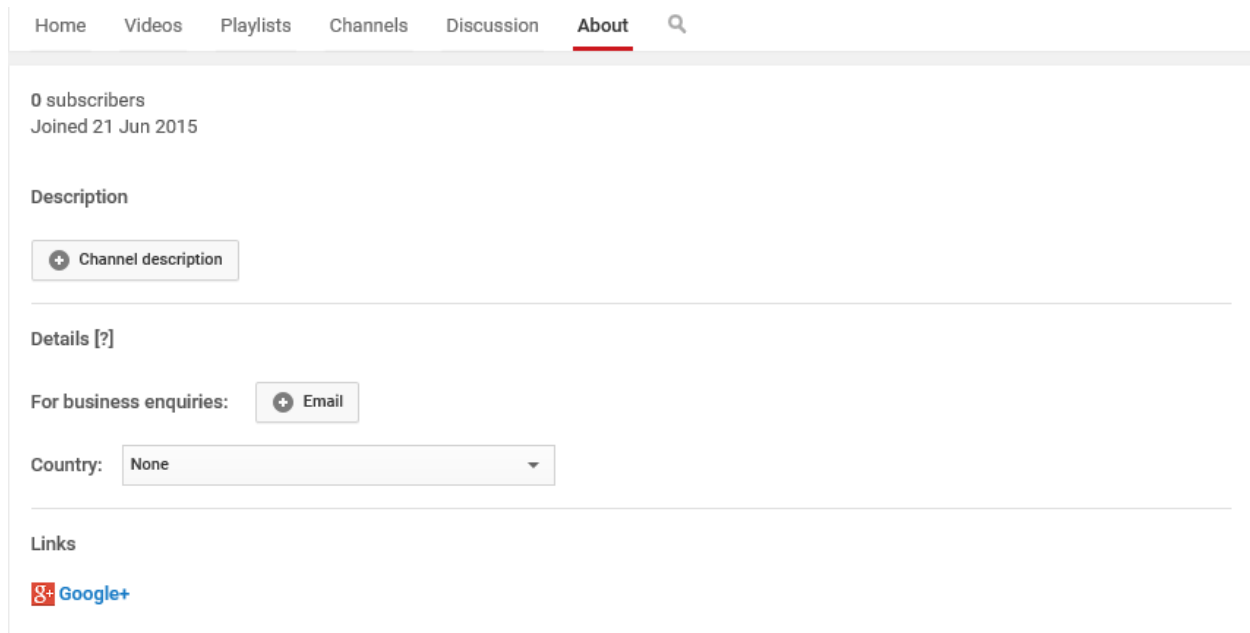 Home Videos Playlists Channels Discussion About
0 subscribers
Joined 21 Jun 2015
Description
Channel description
Details [?]
For business enquiries: Email
Country: None
Links
g+ Google+